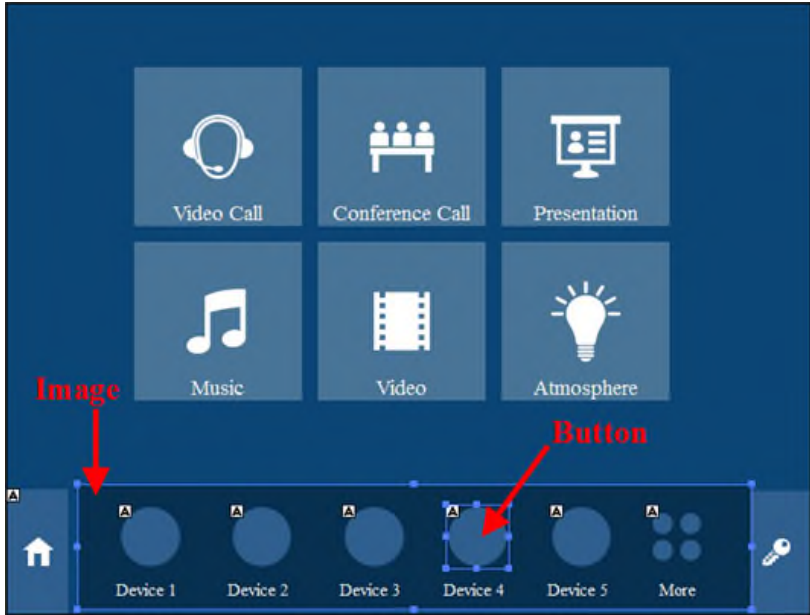 Video Call
Conference Call
Presentation
Music
Video
Atmosphere
Image
Button
A
A
A
A
A
A
A
Device 1
Device 2
Device 3
Device 4
Device 5
More